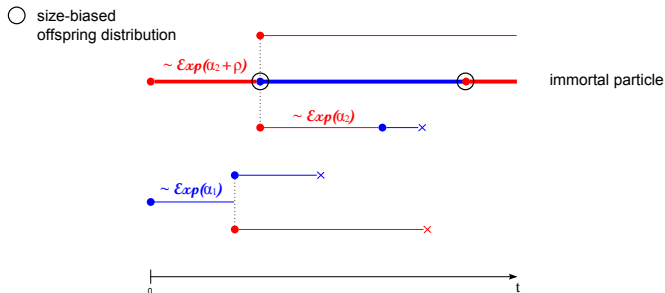 size-biased
offspring distribution
~ Exp(α₂+ρ)
immortal particle
~ Exp(α₂)
~ Exp(α₁)
0
t